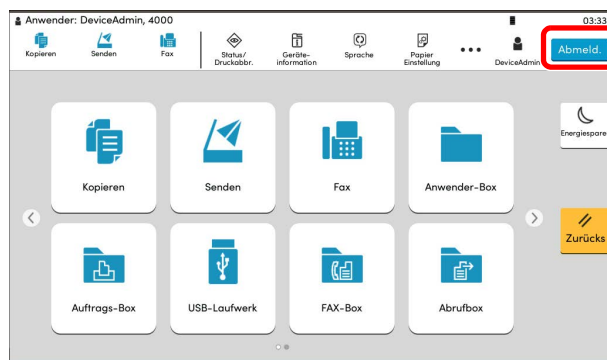 Anwender: DeviceAdmin, 4000
03:33
Kopieren
Senden
Fax
Status/
Druckabbr.
Geräte-
information
Sprache
Papier
Einstellung
DeviceAdmin
Abmeld.
Kopieren
Senden
Fax
Anwender-Box
Energiespare
Zurücks
Auftrags-Box
USB-Laufwerk
FAX-Box
Abrufbox